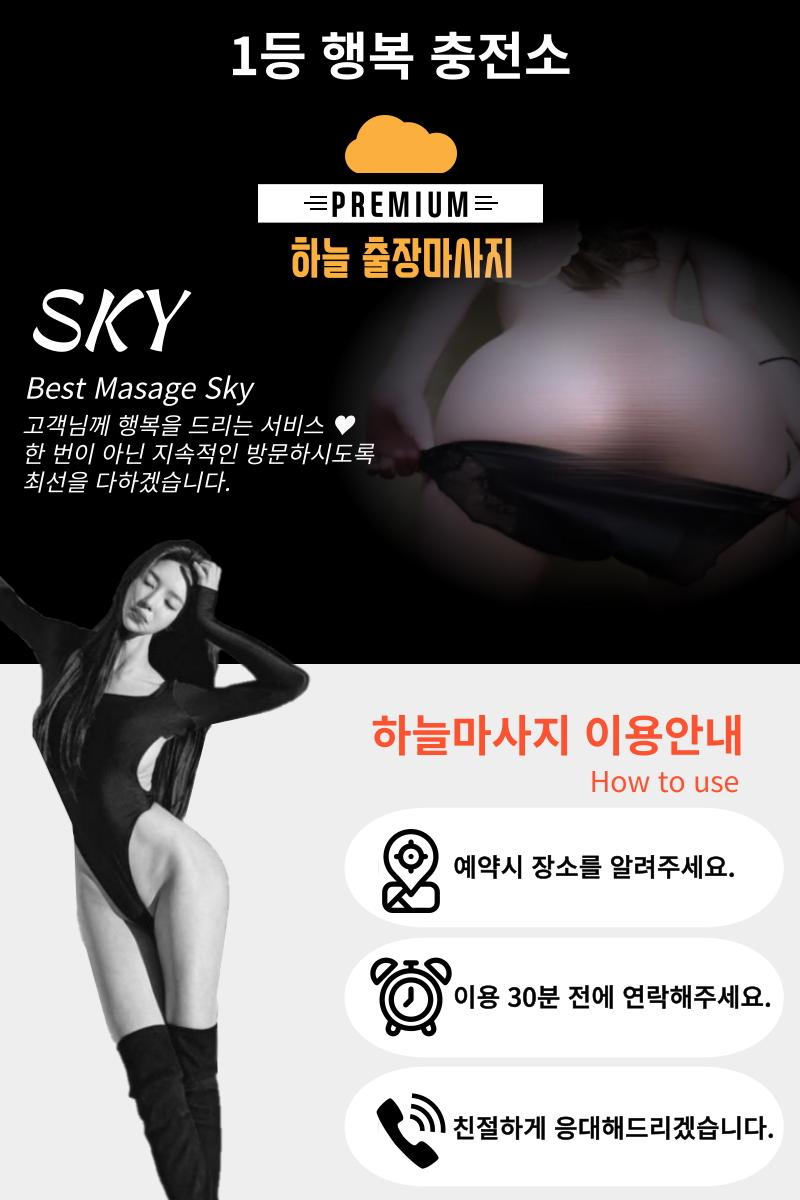 1등 행복 충전소
PREMIUM
하늘 출장마사지
SKY
Best Masage Sky
고객님께 행복을 드리는 서비스 ♥
한 번이 아닌 지속적인 방문하시도록
최선을 다하겠습니다.
하늘마사지 이용안내
How to use
예약시 장소를 알려주세요.
이용 30분 전에 연락해주세요.
친절하게 응대해드리겠습니다.